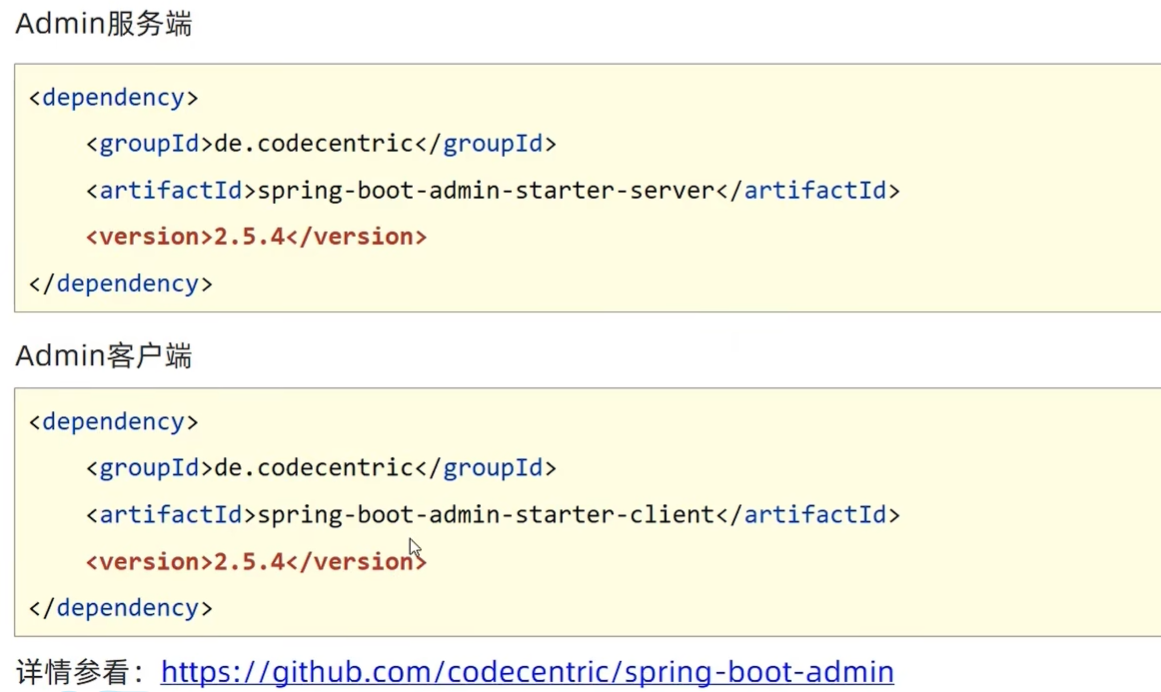 Admin服务端
<dependency>
    <groupId>de.codecentric</groupId>
    <artifactId>spring-boot-admin-starter-server</artifactId>
    <version>2.5.4</version>
</dependency>
Admin客户端
<dependency>
    <groupId>de.codecentric</groupId>
    <artifactId>spring-boot-admin-starter-client</artifactId>
    <version>2.5.4</version>
</dependency>
详情参看：https://github.com/codecentric/spring-boot-admin